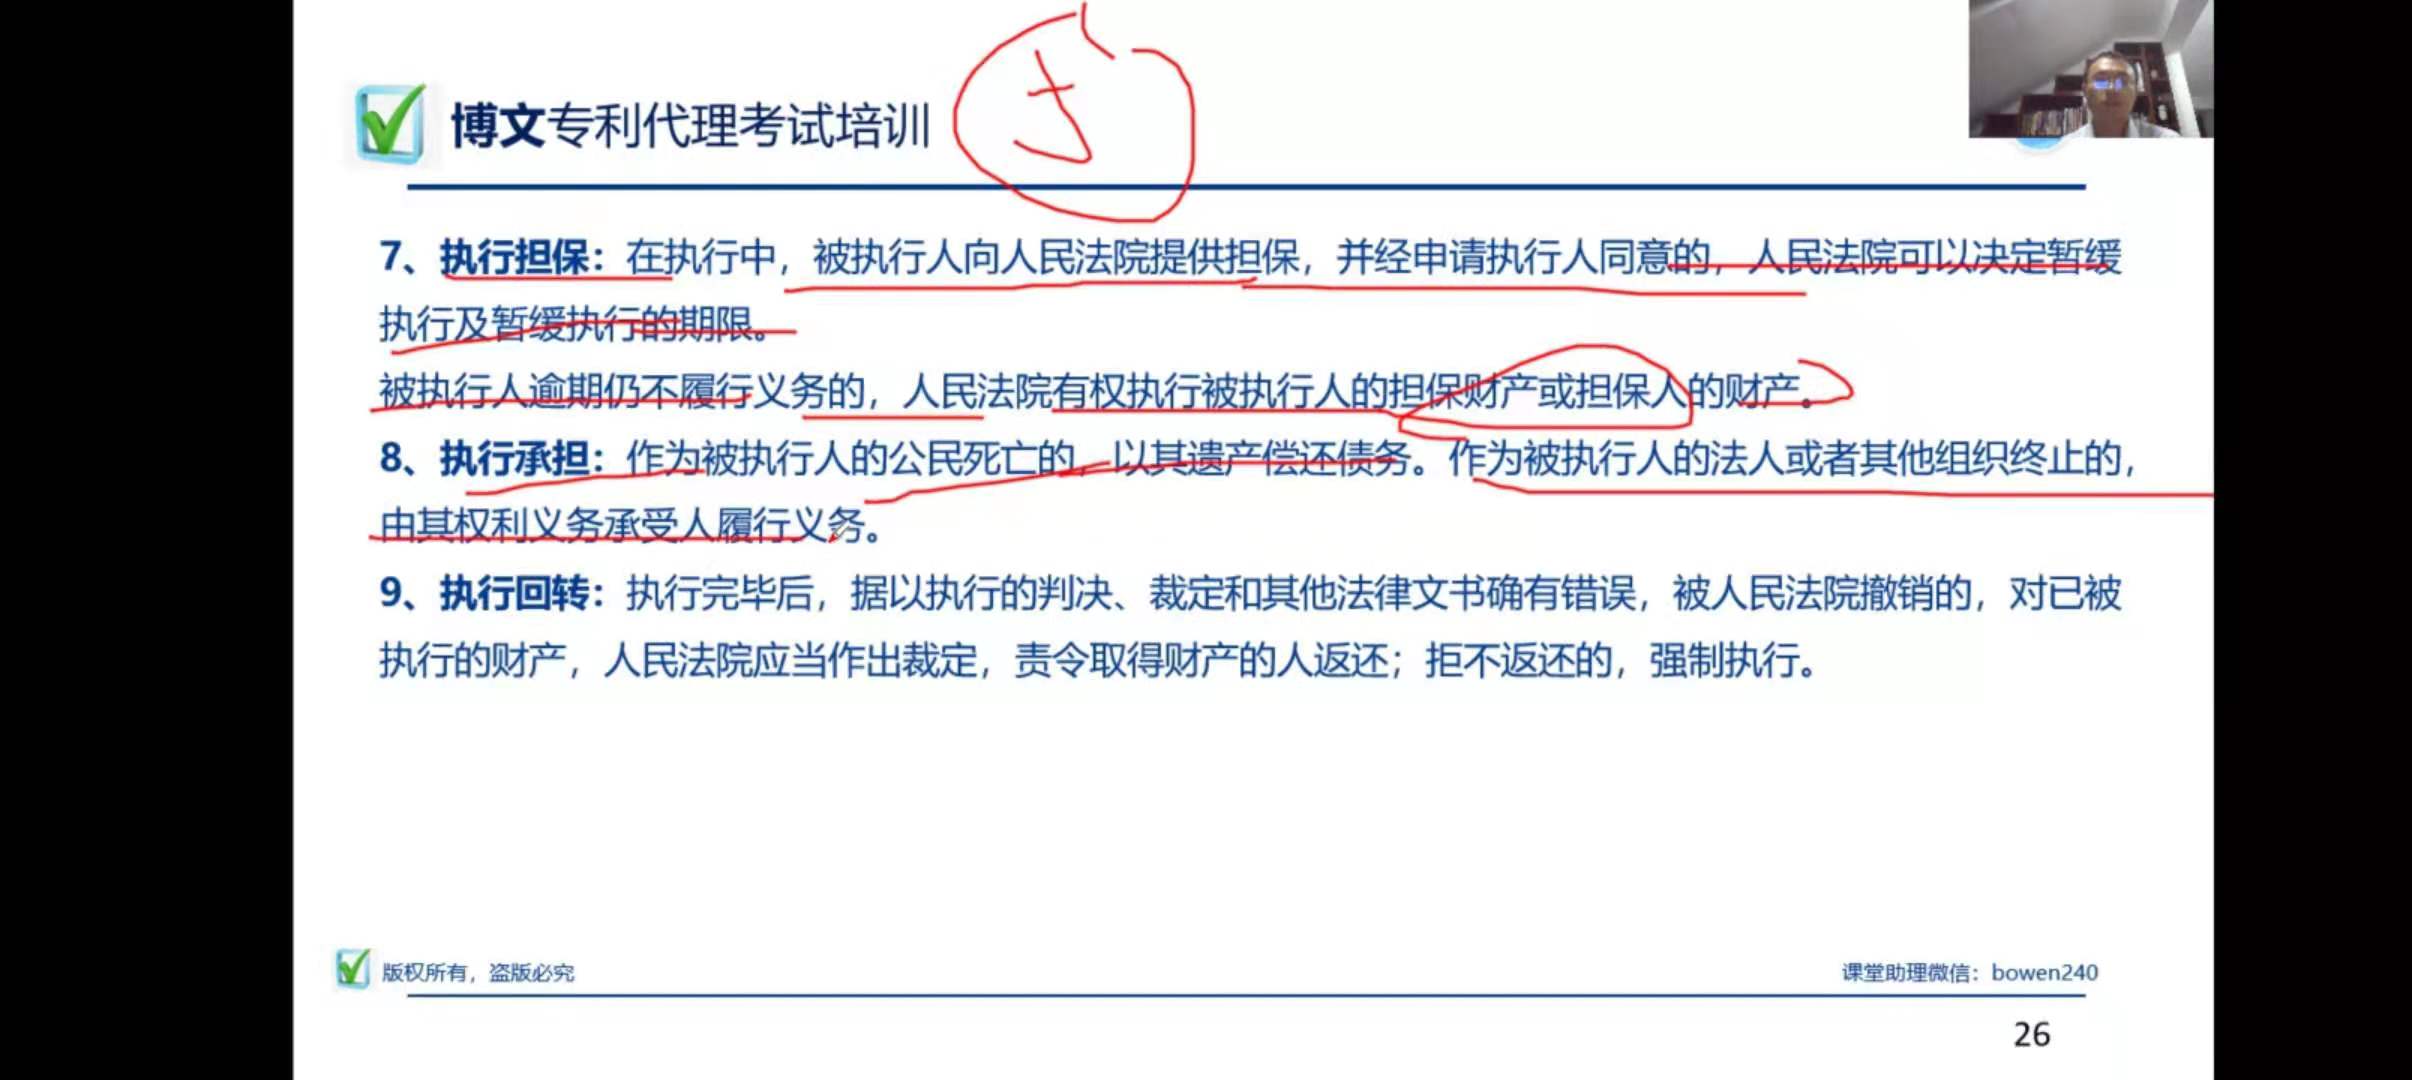 博文专利代理考试培训
7、执行担保：在执行中，被执行人向人民法院提供担保，并经申请执行人同意的，人民法院可以决定暂缓
执行及暂缓执行的期限。
被执行人逾期仍不履行义务的，人民法院有权执行被执行人的担保财产或担保人的财产。
8、执行承担：作为被执行人的公民死亡的，以其遗产偿还债务。作为被执行人的法人或者其他组织终止的，
由其权利义务承受人履行义务。
9、执行回转：执行完毕后，据以执行的判决、裁定和其他法律文书确有错误，被人民法院撤销的，对已被
执行的财产，人民法院应当作出裁定，责令取得财产的人返还；拒不返还的，强制执行。
版权所有，盗版必究
课堂助理微信：bowen240
26